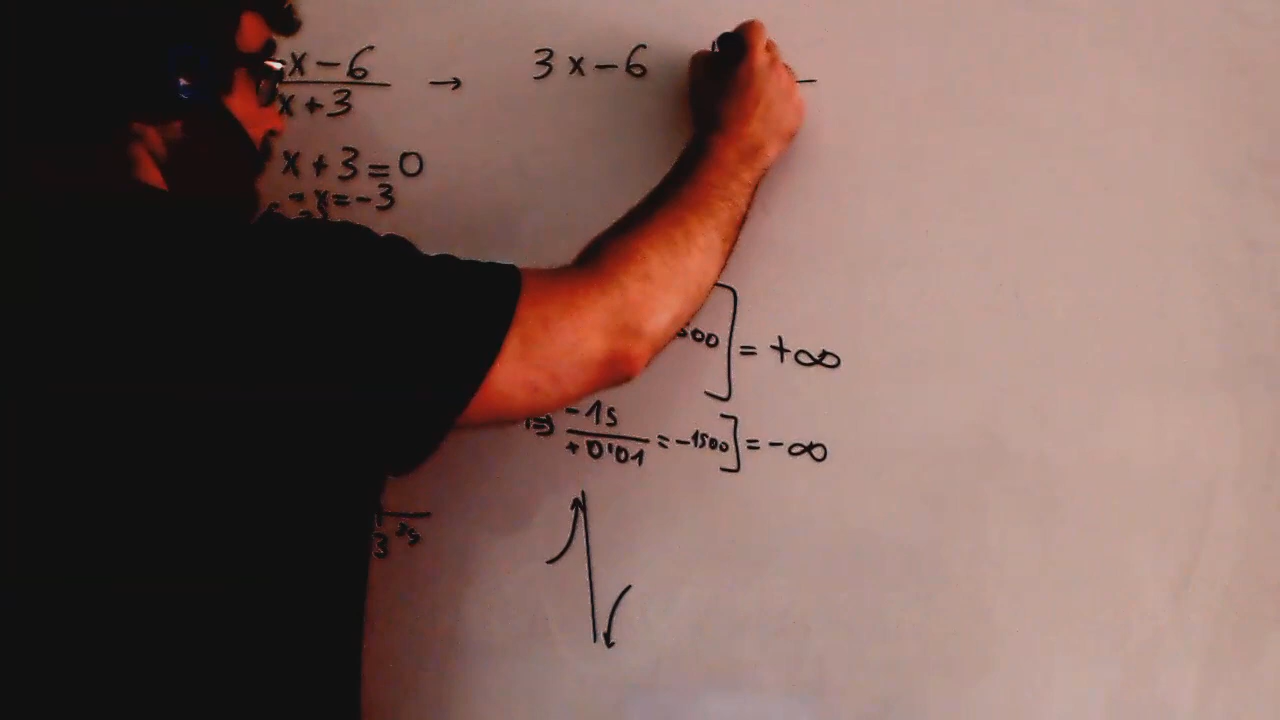 x-6 / x+3 → 3x-6
x+3=0
x=-3
500] = +∞
⇒ -15 / +0'01 = -1500] = -∞